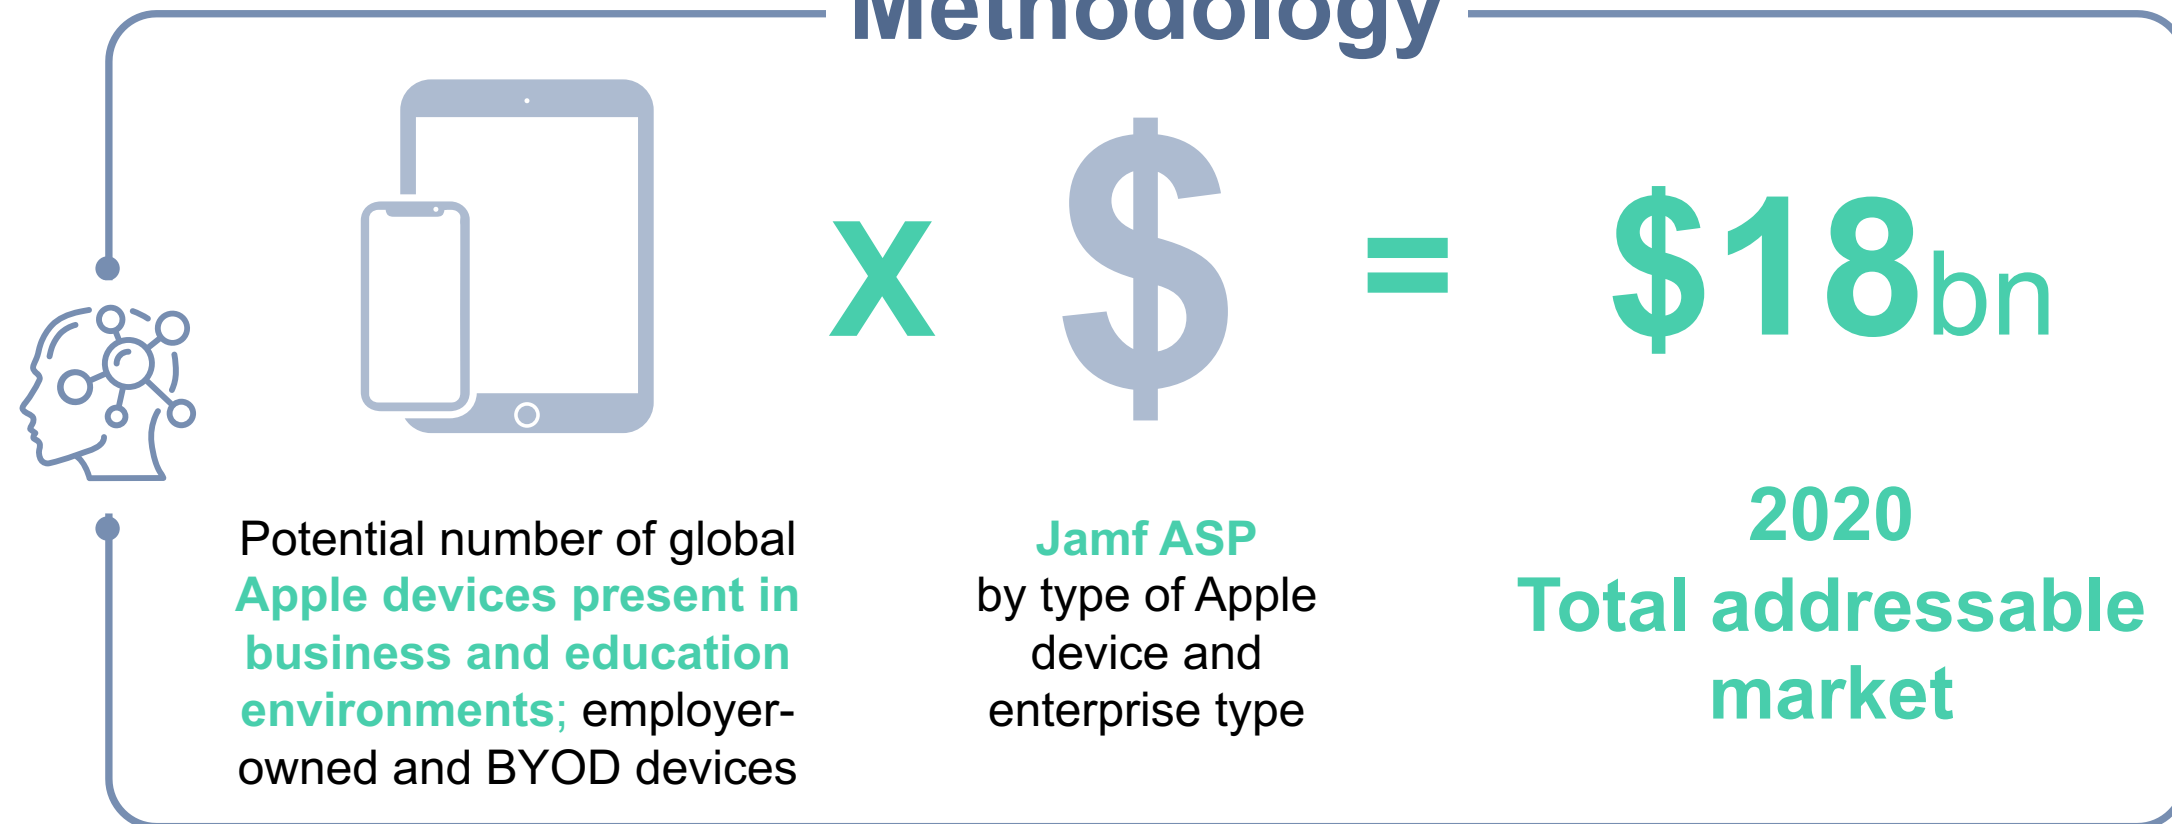 Methodology
x $ = $18bn
Potential number of global
Apple devices present in
business and education
environments; employer-
owned and BYOD devices
Jamf ASP
by type of Apple
device and
enterprise type
2020
Total addressable
market